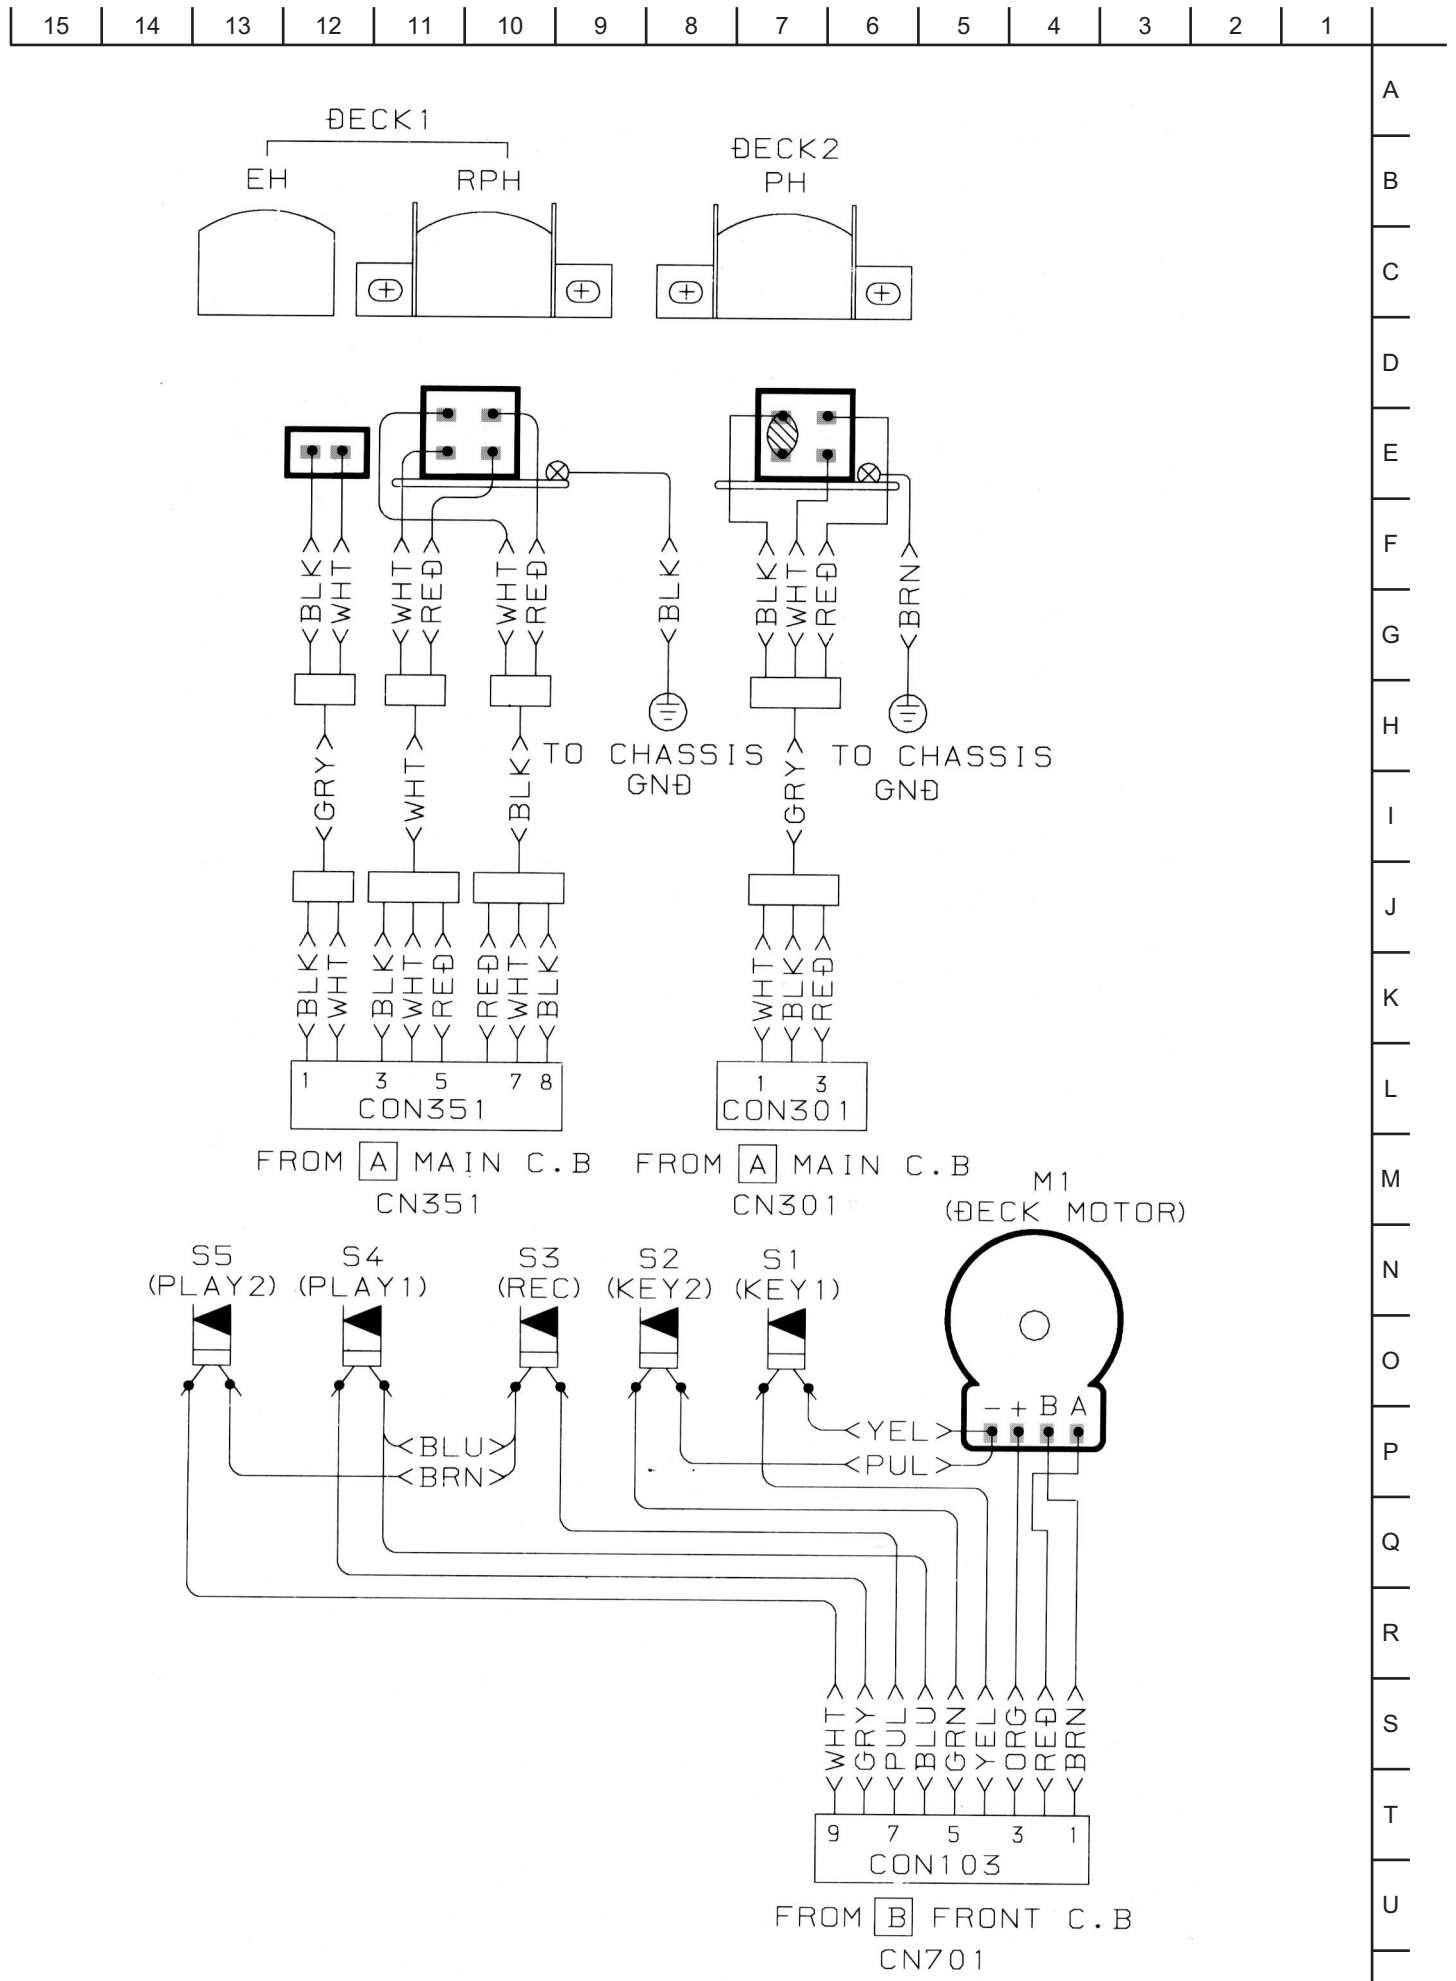 15 14 13 12 11 10 9 8 7 6 5 4 3 2 1
A
B
C
D
E
F
G
H
I
J
K
L
M
N
O
P
Q
R
S
T
U
DECK1
EH RPH
DECK2
PH
BLK WHT WHT RED WHT RED BLK BLK WHT RED BRN
TO CHASSIS
GND
TO CHASSIS
GND
GRY WHT BLK GRY
BLK WHT BLK WHT RED RED WHT BLK WHT BLK RED
1 3 5 7 8
CON351
1 3
CON301
FROM A MAIN C.B
CN351
FROM A MAIN C.B
CN301
M1
(DECK MOTOR)
S5
(PLAY2)
S4
(PLAY1)
S3
(REC)
S2
(KEY2)
S1
(KEY1)
- + B A
YEL
PUL
BLU
BRN
WHT GRY PUL BLU GRN YEL ORG RED BRN
9 7 5 3 1
CON103
FROM B FRONT C.B
CN701